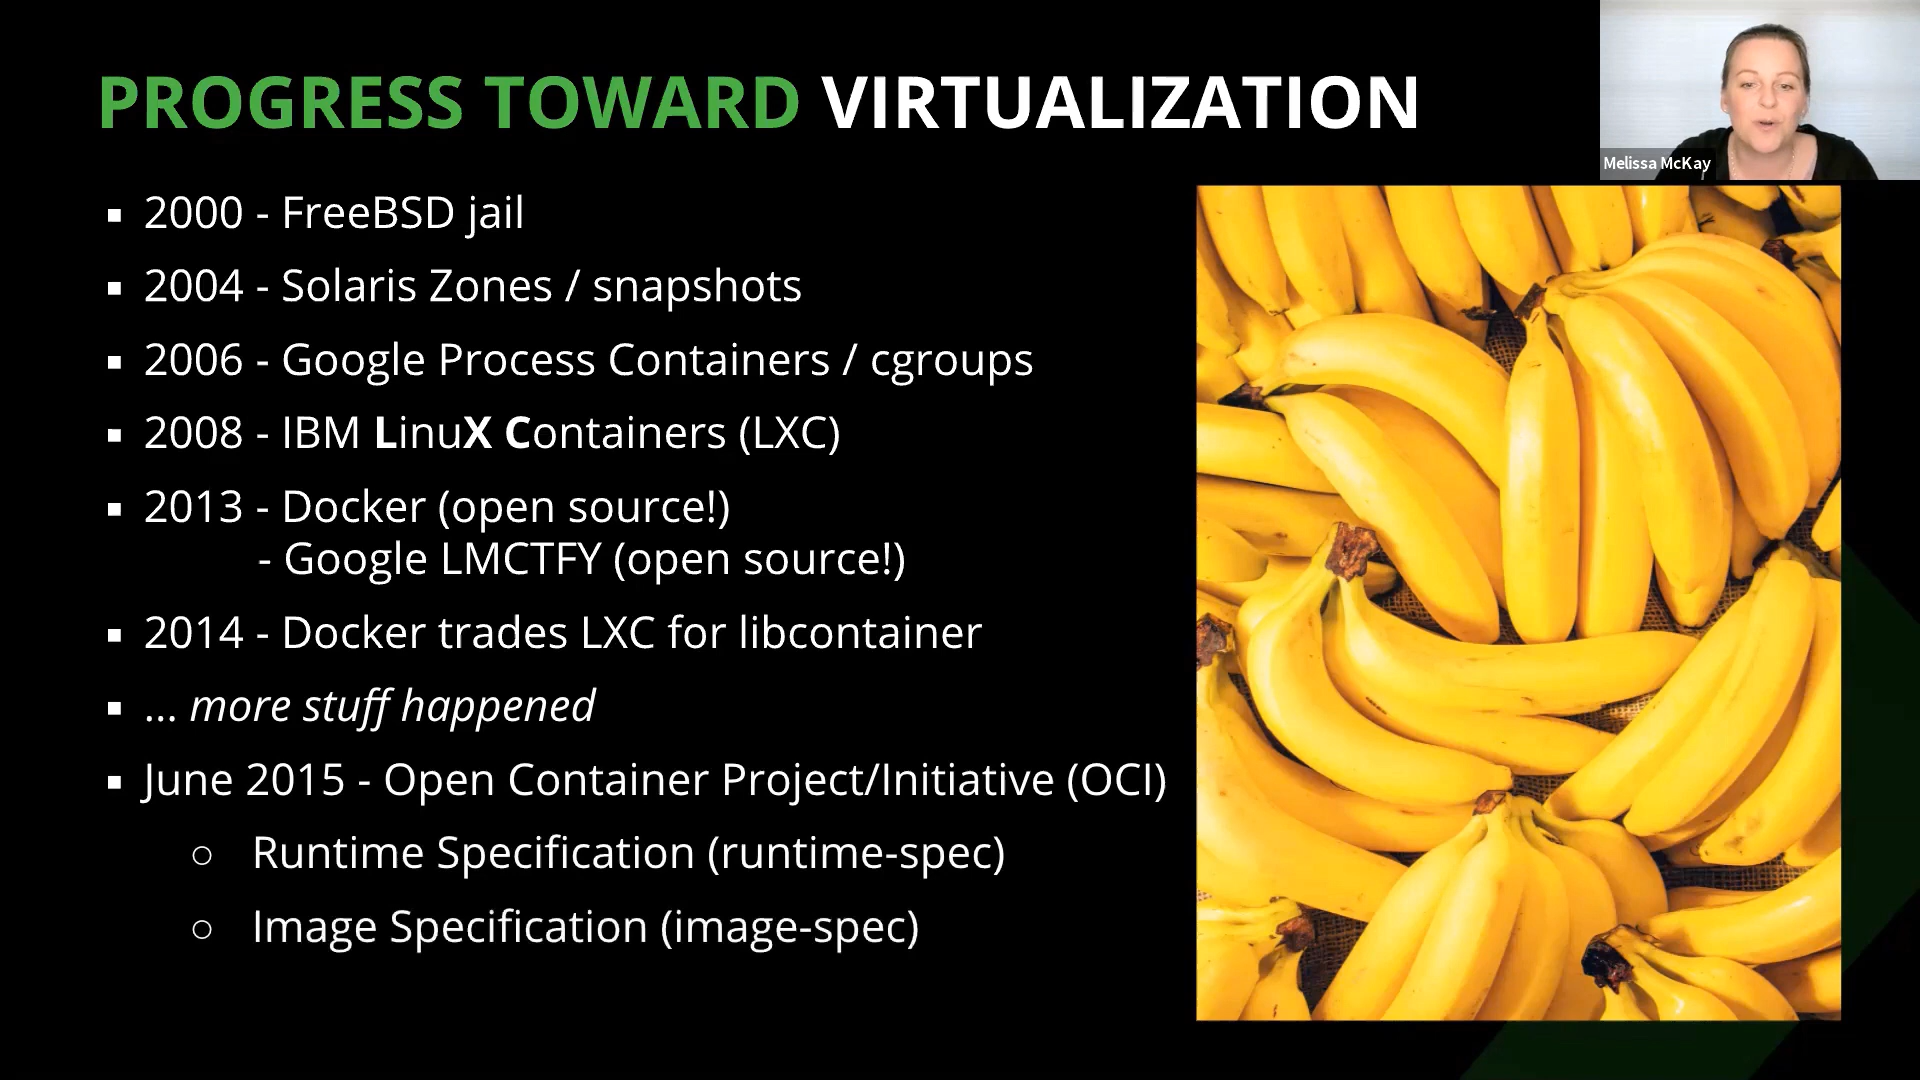 PROGRESS TOWARD VIRTUALIZATION
Melissa McKay
▪ 2000 - FreeBSD jail
▪ 2004 - Solaris Zones / snapshots
▪ 2006 - Google Process Containers / cgroups
▪ 2008 - IBM LinuX Containers (LXC)
▪ 2013 - Docker (open source!)
- Google LMCTFY (open source!)
▪ 2014 - Docker trades LXC for libcontainer
▪ ... more stuff happened
▪ June 2015 - Open Container Project/Initiative (OCI)
○ Runtime Specification (runtime-spec)
○ Image Specification (image-spec)